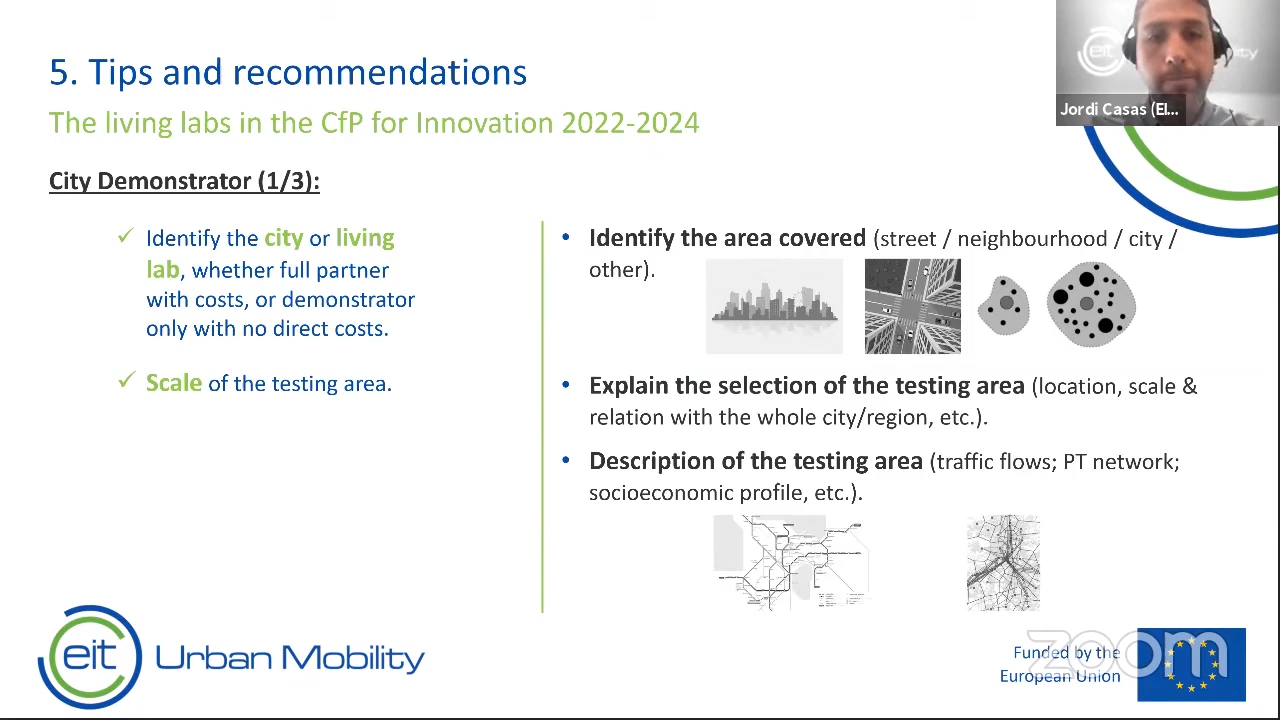 5. Tips and recommendations
The living labs in the CfP for Innovation 2022-2024
City Demonstrator (1/3):
✓ Identify the city or living
lab, whether full partner
with costs, or demonstrator
only with no direct costs.
✓ Scale of the testing area.
• Identify the area covered (street / neighbourhood / city /
other).
• Explain the selection of the testing area (location, scale &
relation with the whole city/region, etc.).
• Description of the testing area (traffic flows; PT network;
socioeconomic profile, etc.).
eit
Jordi Casas (EI...
eit Urban Mobility
Funded by the
European Union
zoom